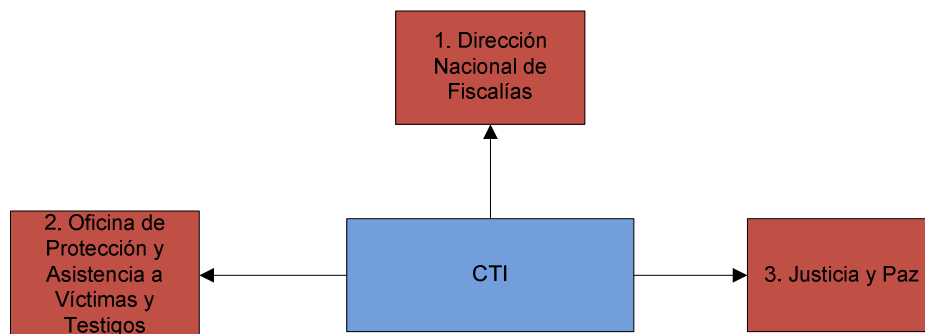 1. Dirección
Nacional de
Fiscalías
2. Oficina de
Protección y
Asistencia a
Víctimas y
Testigos
CTI
3. Justicia y Paz